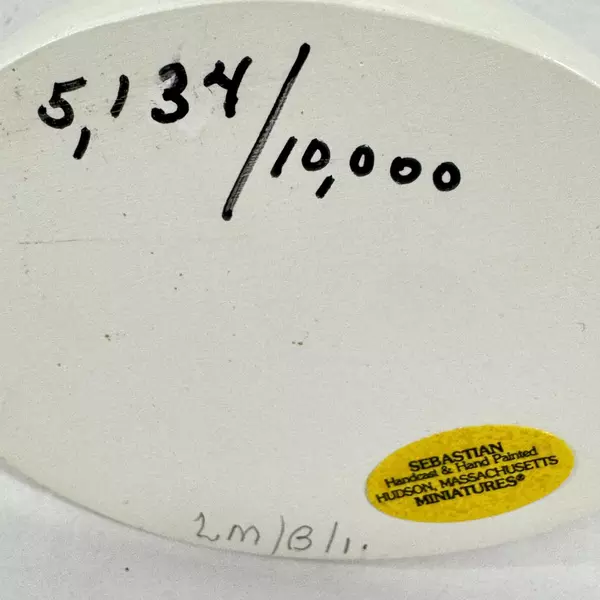 5,134/10,000
SEBASTIAN
Handcast & Hand Painted
HUDSON, MASSACHUSETTS
MINIATURES®